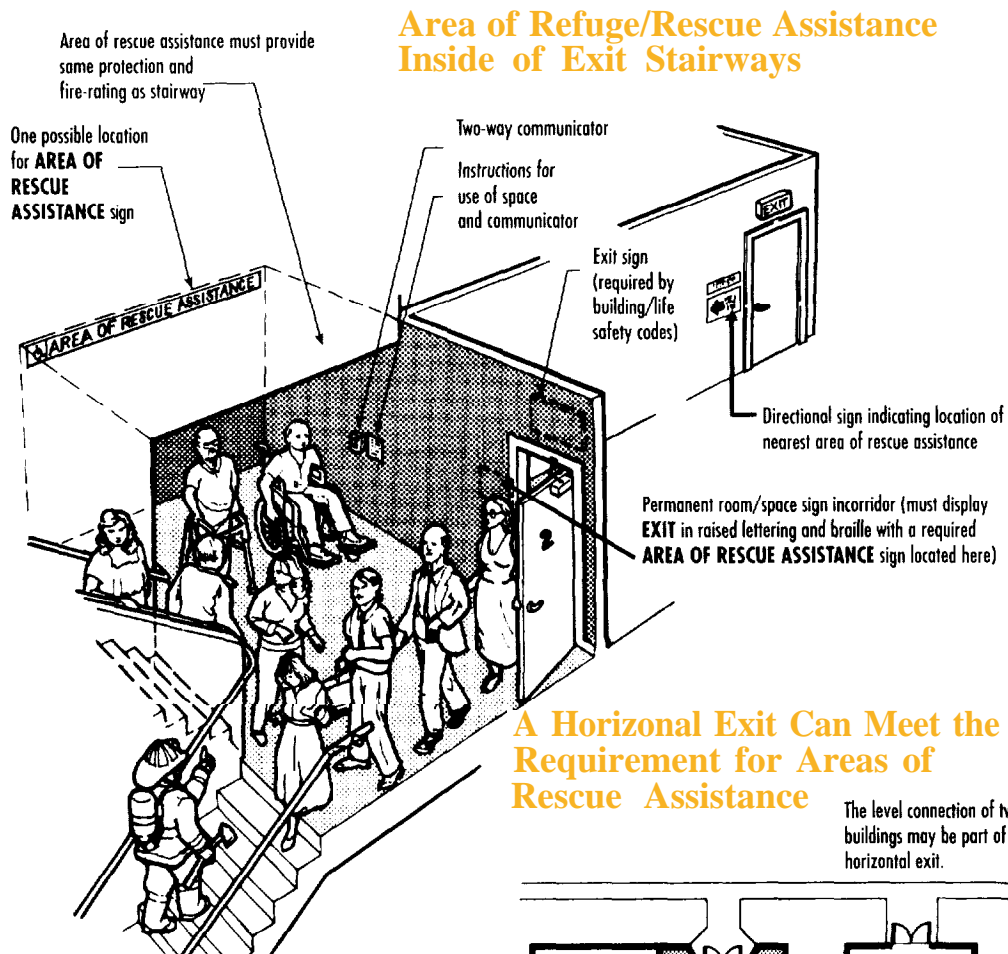 Area of Refuge/Rescue Assistance
Inside of Exit Stairways
Area of rescue assistance must provide
same protection and
fire-rating as stairway
One possible location
for AREA OF
RESCUE
ASSISTANCE sign
Two-way communicator
Instructions for
use of space
and communicator
Exit sign
(required by
building/life
safety codes)
EXIT
AREA OF RESCUE ASSISTANCE
Directional sign indicating location of
nearest area of rescue assistance
Permanent room/space sign incorridor (must display
EXIT in raised lettering and braille with a required
AREA OF RESCUE ASSISTANCE sign located here)
2
A Horizonal Exit Can Meet the
Requirement for Areas of
Rescue Assistance
The level connection of
buildings may be part of
horizontal exit.